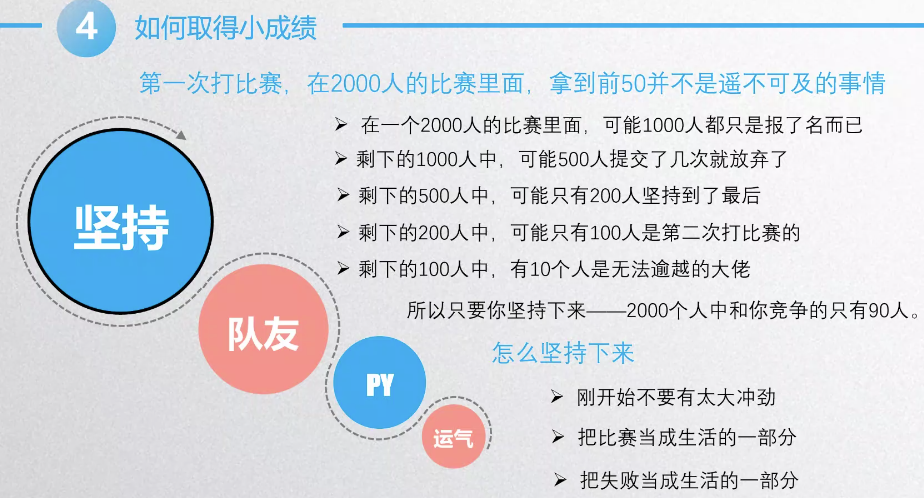 4 如何取得小成绩
第一次打比赛，在2000人的比赛里面，拿到前50并不是遥不可及的事情
➢ 在一个2000人的比赛里面，可能1000人都只是报了名而已
➢ 剩下的1000人中，可能500人提交了几次就放弃了
➢ 剩下的500人中，可能只有200人坚持到了最后
➢ 剩下的200人中，可能只有100人是第二次打比赛的
➢ 剩下的100人中，有10个人是无法逾越的大佬
所以只要你坚持下来——2000个人中和你竞争的只有90人。
坚持
队友
PY
运气
怎么坚持下来
➢ 刚开始不要有太大冲劲
➢ 把比赛当成生活的一部分
➢ 把失败当成生活的一部分